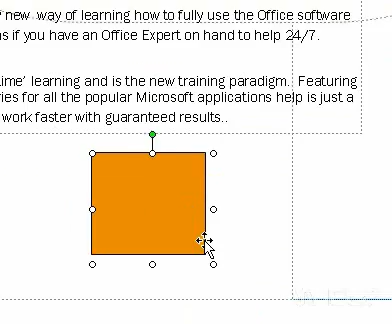 new way of learning how to fully use the Office software
s if you have an Office Expert on hand to help 24/7.
ime' learning and is the new training paradigm. Featuring
ries for all the popular Microsoft applications help is just a
work faster with guaranteed results..